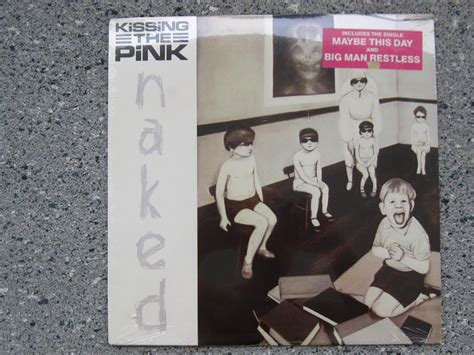 KiSSING
THE
PiNK
naked
INCLUDES THE SINGLE
MAYBE THIS DAY
AND
BIG MAN RESTLESS